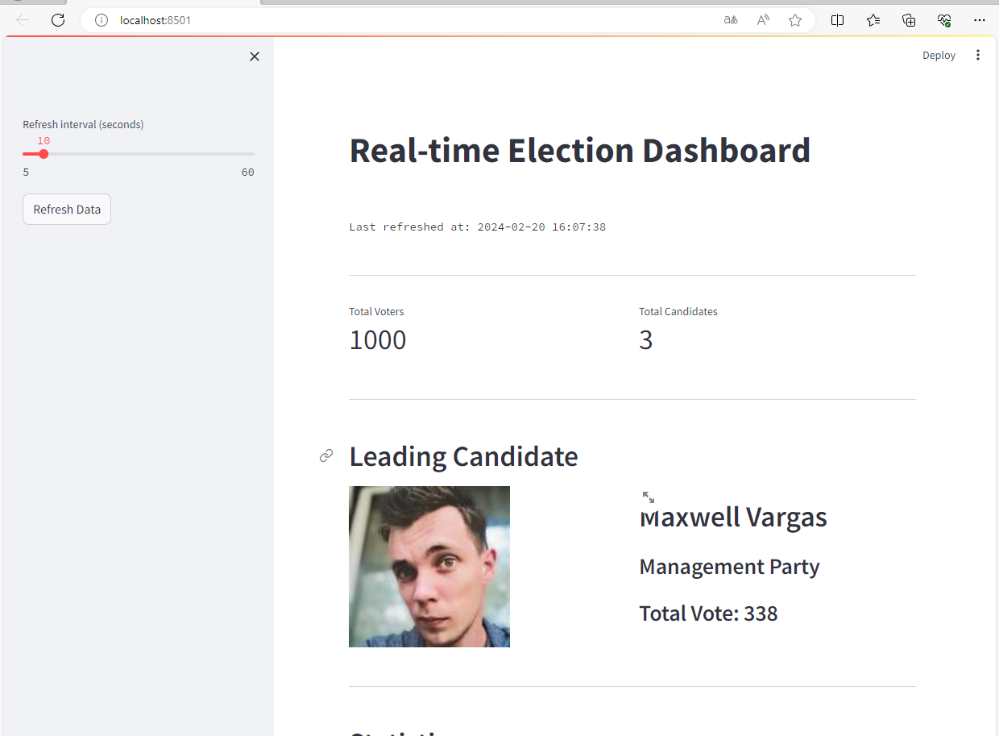 localhost:8501
Deploy
Refresh interval (seconds)
10
5 60
Refresh Data
Real-time Election Dashboard
Last refreshed at: 2024-02-20 16:07:38
Total Voters Total Candidates
1000 3
Leading Candidate
Maxwell Vargas
Management Party
Total Vote: 338